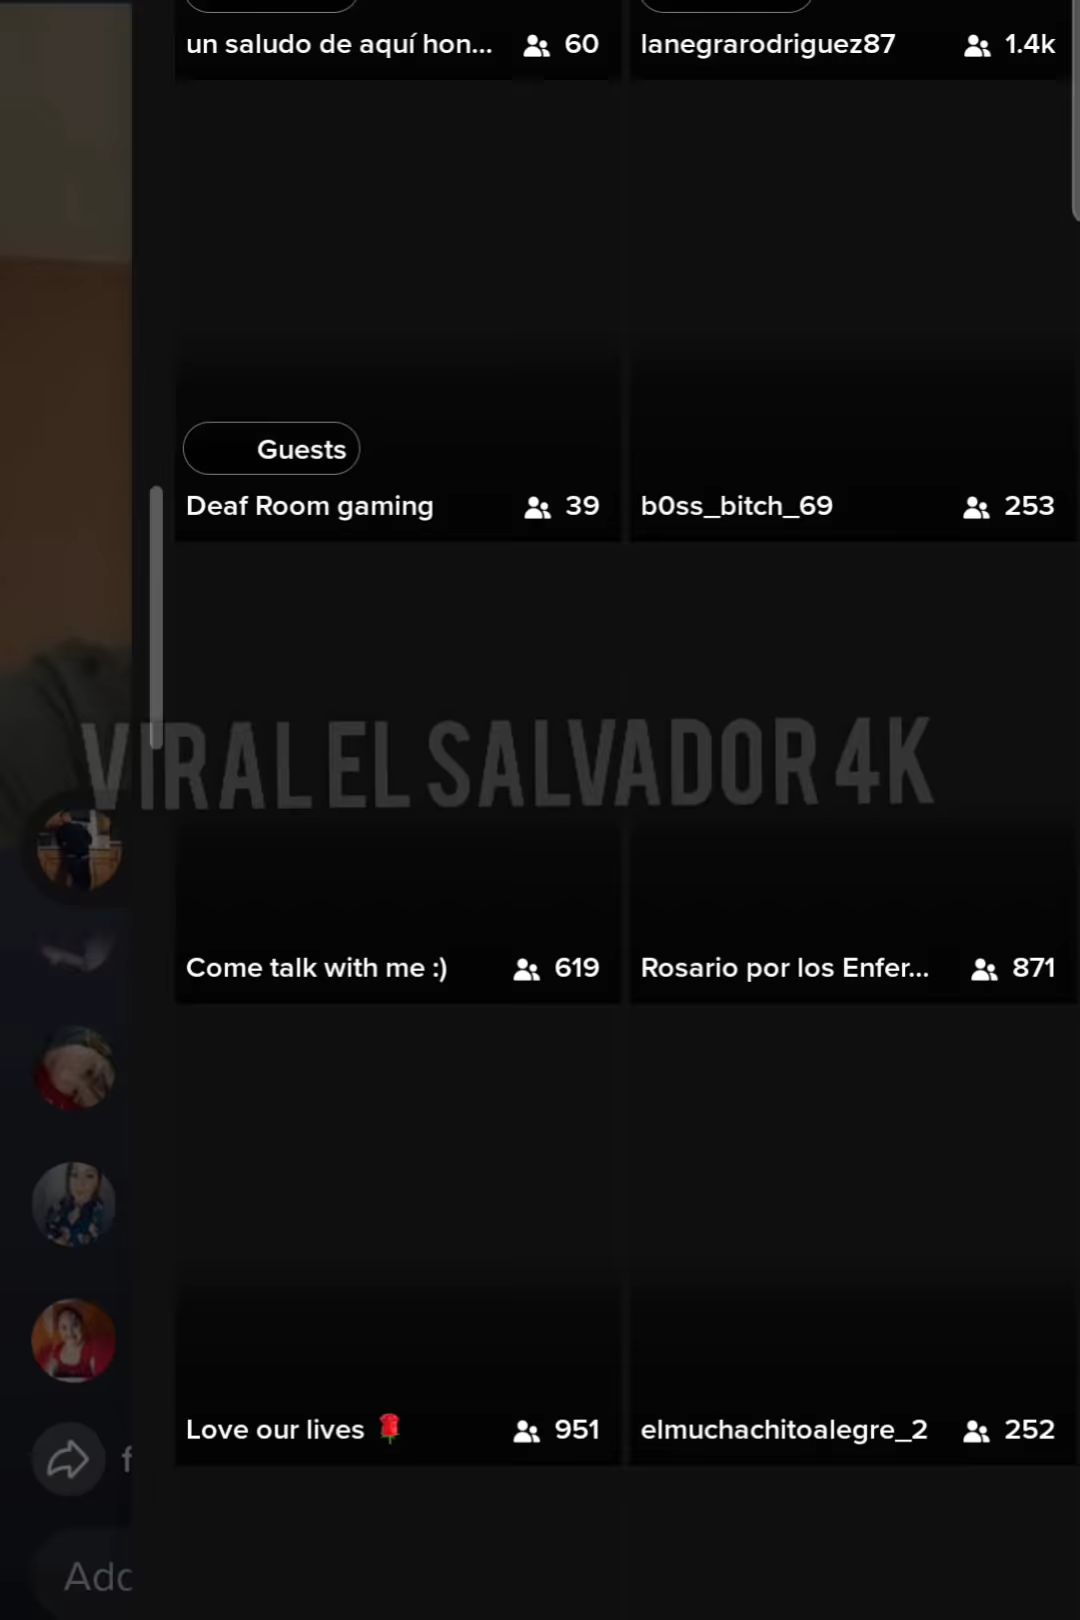 un saludo de aquí hon... 60
lanegrarodriguez87 1.4k
Guests
Deaf Room gaming 39
b0ss_bitch_69 253
VIRAL EL SALVADOR 4K
Come talk with me :) 619
Rosario por los Enfer... 871
Love our lives 🌹 951
elmuchachitoalegre_2 252
f
Add